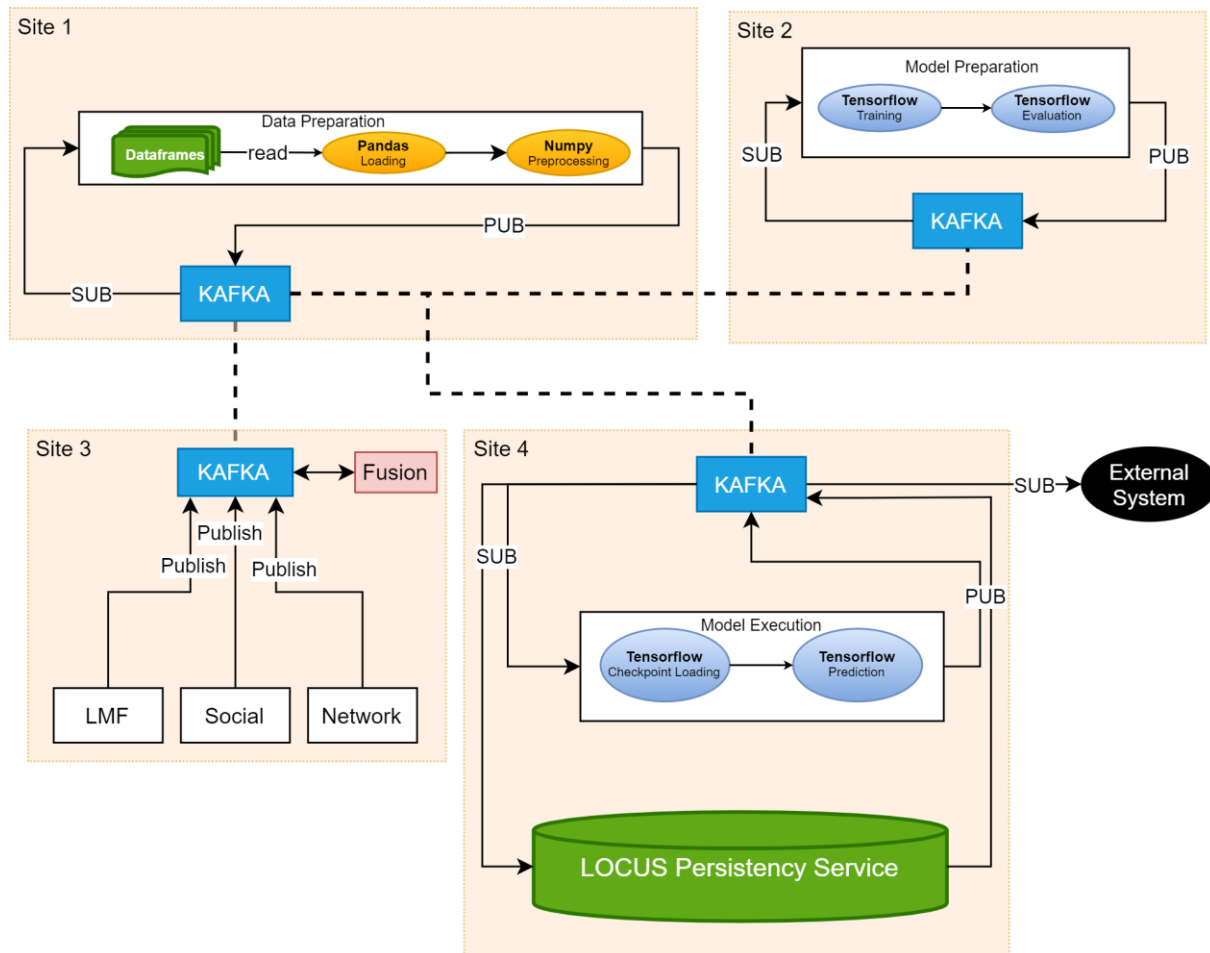 Site 1
Data Preparation
Dataframes
read
Pandas
Loading
Numpy
Preprocessing
PUB
SUB
KAFKA
Site 2
Model Preparation
Tensorflow
Training
Tensorflow
Evaluation
SUB
PUB
KAFKA
Site 3
KAFKA
Fusion
Publish
Publish
Publish
LMF
Social
Network
Site 4
KAFKA
SUB
External
System
SUB
PUB
Model Execution
Tensorflow
Checkpoint Loading
Tensorflow
Prediction
LOCUS Persistency Service